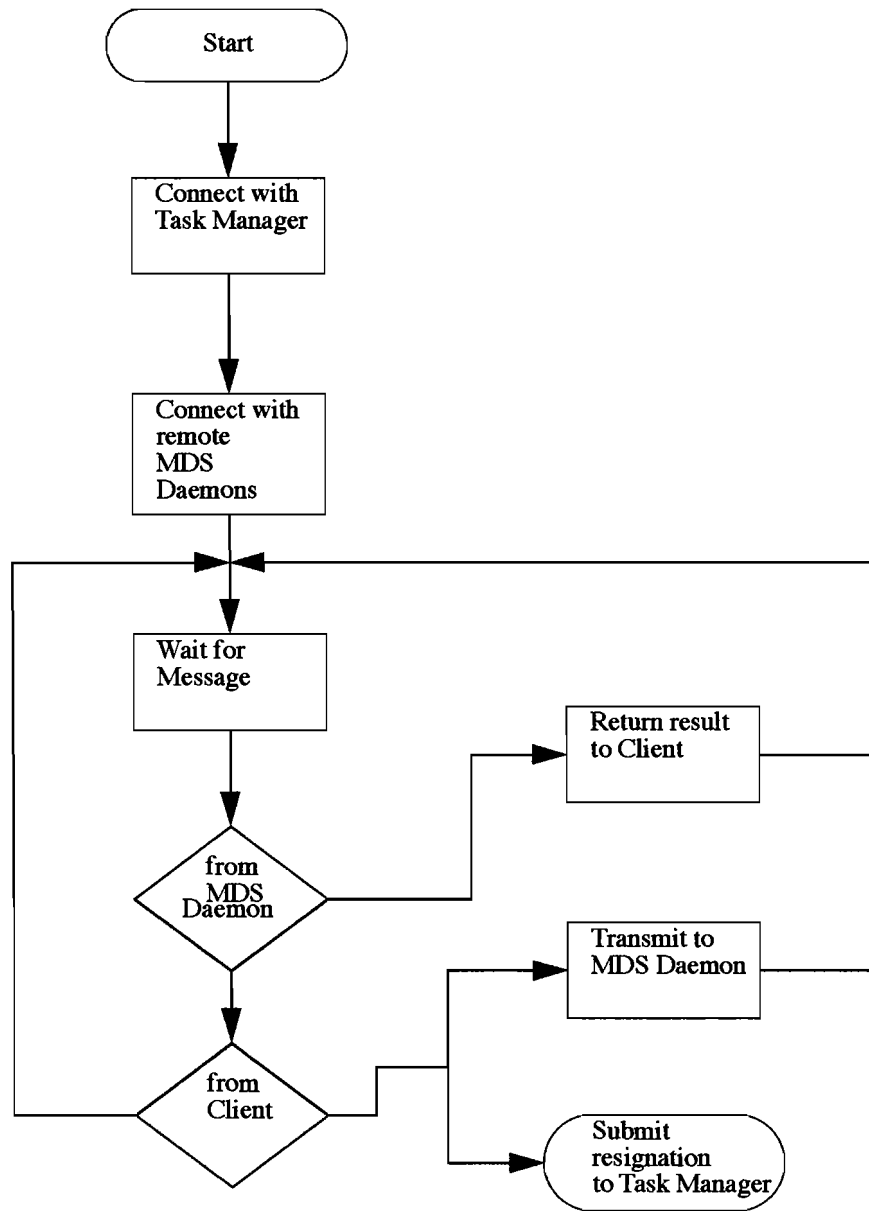 Start
Connect with
Task Manager
Connect with
remote
MDS
Daemons
Wait for
Message
Return result
to Client
from
MDS
Daemon
Transmit to
MDS Daemon
from
Client
Submit
resignation
to Task Manager